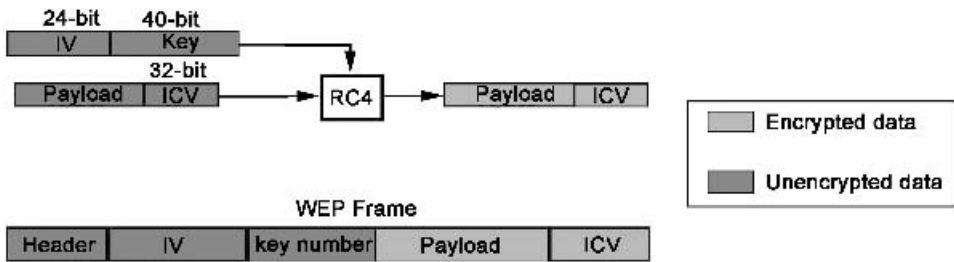 24-bit 40-bit
IV Key
32-bit
Payload ICV RC4 Payload ICV
Encrypted data
Unencrypted data
WEP Frame
Header IV key number Payload ICV